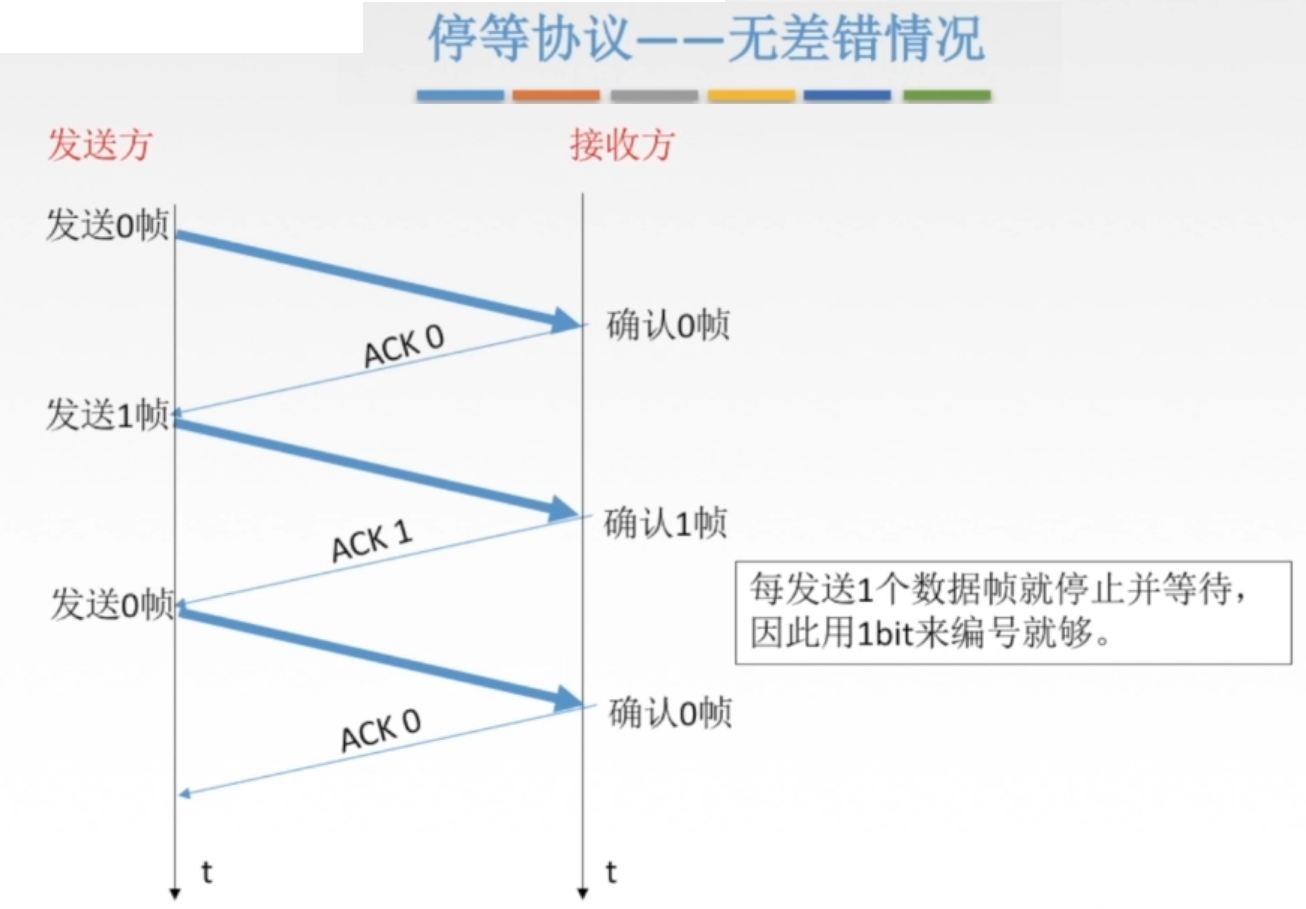 停等协议——无差错情况
发送方
接收方
发送0帧
确认0帧
ACK 0
发送1帧
确认1帧
ACK 1
每发送1个数据帧就停止并等待，
因此用1bit来编号就够。
发送0帧
确认0帧
ACK 0
t
t